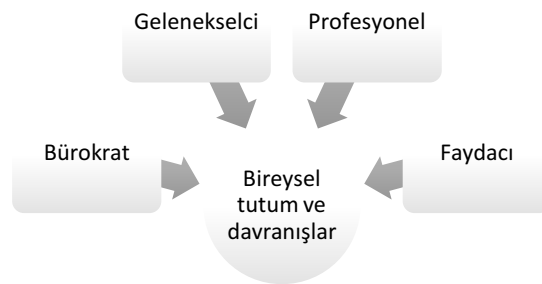 Gelenekselci
Profesyonel
Bürokrat
Faydacı
Bireysel
tutum ve
davranışlar